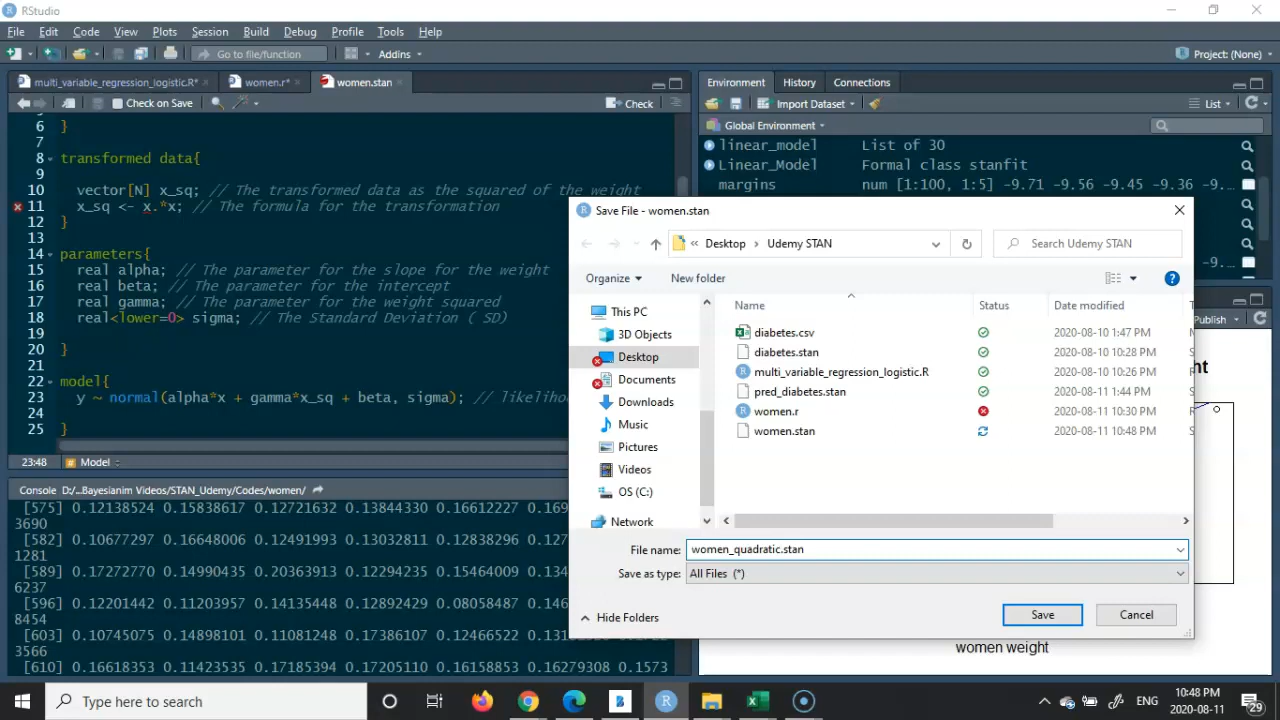 RStudio
File Edit Code View Plots Session Build Debug Profile Tools Help
Go to file/function Addins Project: (None)
multi_variable_regression_logistic.R* women.r* women.stan
Check on Save Check
6 }
7
8 transformed data{
9
10 vector[N] x_sq; // The transformed data as the squared of the weight
11 x_sq <- x.*x; // The formula for the transformation
12 }
13
14 parameters{
15 real alpha; // The parameter for the slope for the weight
16 real beta; // The parameter for the intercept
17 real gamma; // The parameter for the weight squared
18 real<lower=0> sigma; // The Standard Deviation ( SD)
19
20 }
21
22 model{
23 y ~ normal(alpha*x + gamma*x_sq + beta, sigma); // likeliho
24
25 }
23:48 Model
Console D:/...Bayesianim Videos/STAN_Udemy/Codes/women/
[575] 0.12138524 0.15838617 0.12721632 0.13844330 0.16612227 0.16
3690
[582] 0.10677297 0.16648006 0.12491993 0.13032811 0.12838296 0.12
1281
[589] 0.17272770 0.14990435 0.20363913 0.12294235 0.15464009 0.13
6237
[596] 0.12201442 0.11203957 0.14135448 0.12892429 0.08058487 0.14
8454
[603] 0.10745075 0.14898101 0.11081248 0.17386107 0.12466522
3566
[610] 0.16618353 0.11423535 0.17185394 0.17205110 0.16158853 0.16279308 0.1573
Environment History Connections
Import Dataset List
Global Environment
linear_model List of 30
Linear_Model Formal class stanfit
margins num [1:100, 1:5] -9.71 -9.56 -9.46 -9.36 -9...
Publish
women weight
Save File - women.stan
« Desktop › Udemy STAN Search Udemy STAN
Organize New folder
This PC
3D Objects
Desktop
Documents
Downloads
Music
Pictures
Videos
OS (C:)
Network
Name Status Date modified
diabetes.csv 2020-08-10 1:47 PM
diabetes.stan 2020-08-10 10:28 PM
multi_variable_regression_logistic.R 2020-08-10 10:26 PM
pred_diabetes.stan 2020-08-11 1:44 PM
women.r 2020-08-11 10:30 PM
women.stan 2020-08-11 10:48 PM
File name: women_quadratic.stan
Save as type: All Files (*)
Hide Folders Save Cancel
Type here to search
ENG 10:48 PM
2020-08-11
29